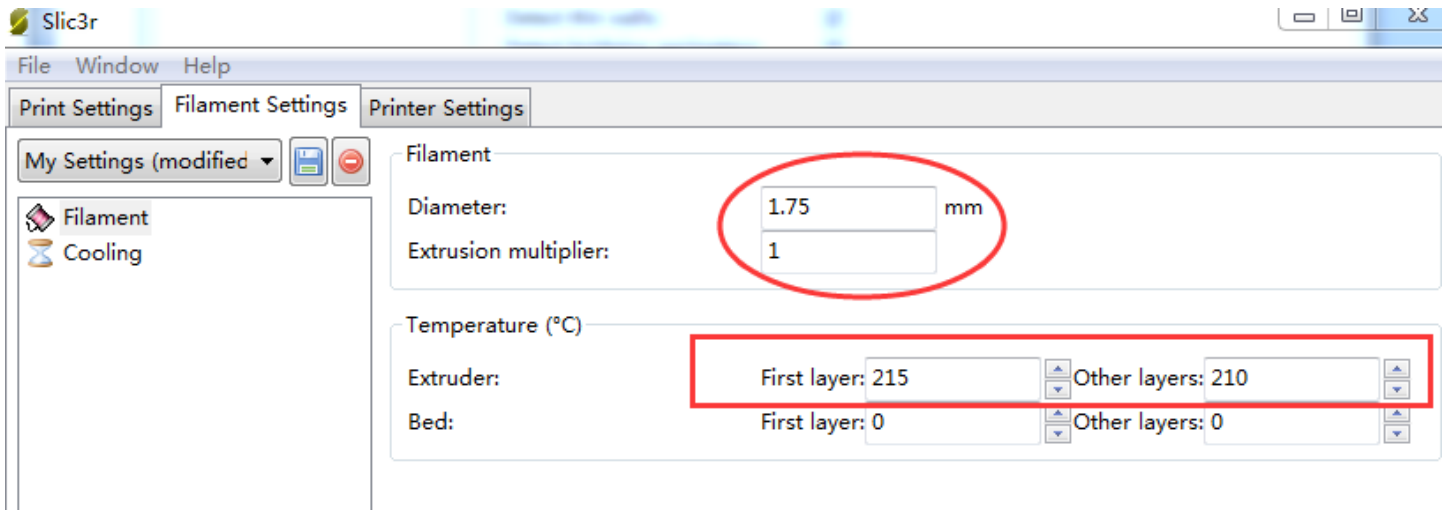 Slic3r
File Window Help
Print Settings Filament Settings Printer Settings
My Settings (modified
Filament
Cooling
Filament
Diameter: 1.75 mm
Extrusion multiplier: 1
Temperature (°C)
Extruder: First layer: 215 Other layers: 210
Bed: First layer: 0 Other layers: 0